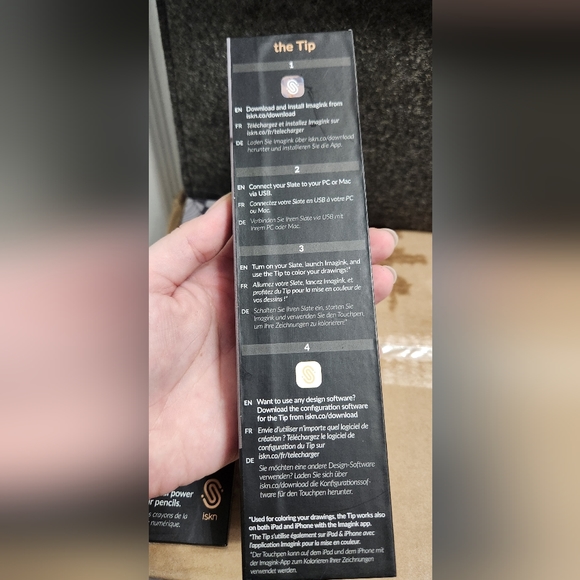 the Tip
1
EN Download and install Imagink from
iskn.co/download
FR Téléchargez et installez Imagink sur
iskn.co/fr/telecharger
DE Laden Sie Imagink über iskn.co/download
herunter und installieren Sie die App.
2
EN Connect your Slate to your PC or Mac
via USB.
FR Connectez votre Slate en USB à votre PC
ou Mac.
DE Verbinden Sie Ihren Slate via USB mit
Ihrem PC oder Mac.
3
EN Turn on your Slate, launch Imagink, and
use the Tip to color your drawings!*
FR Allumez votre Slate, lancez Imagink, et
profitez du Tip pour la mise en couleur de
vos dessins !*
DE Schalten Sie Ihren Slate ein, starten Sie
Imagink und verwenden Sie den Touchpen,
um Ihre Zeichnungen zu kolorieren*
4
EN Want to use any design software?
Download the configuration software
for the Tip from iskn.co/download
FR Envie d'utiliser n'importe quel logiciel de
création ? Téléchargez le logiciel de
configuration du Tip sur
iskn.co/fr/telecharger
DE Sie möchten eine andere Design-Software
verwenden? Laden Sie sich über
iskn.co/download die Konfigurationssof-
tware für den Touchpen herunter.
*Used for coloring your drawings, the Tip works also
on both iPad and iPhone with the Imagink app.
*The Tip s'utilise également sur iPad & iPhone avec
l'application Imagink pour la mise en couleur.
*Der Touchpen kann auf dem iPad und dem iPhone mit
der Imagink-App zum Kolorieren Ihrer Zeichnungen
verwendet werden.
power
pencils.
crayons de la
numérique.
iskn